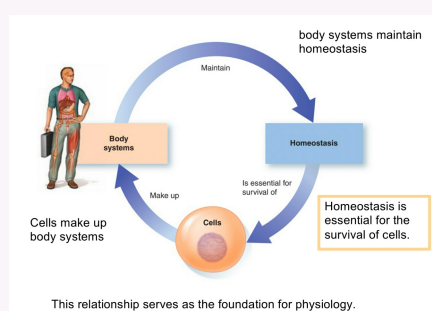 body systems maintain
homeostasis
Maintain
Body
systems
Homeostasis
Is essential for
survival of
Make up
Cells
Cells make up
body systems
Homeostasis is
essential for the
survival of cells.
This relationship serves as the foundation for physiology.